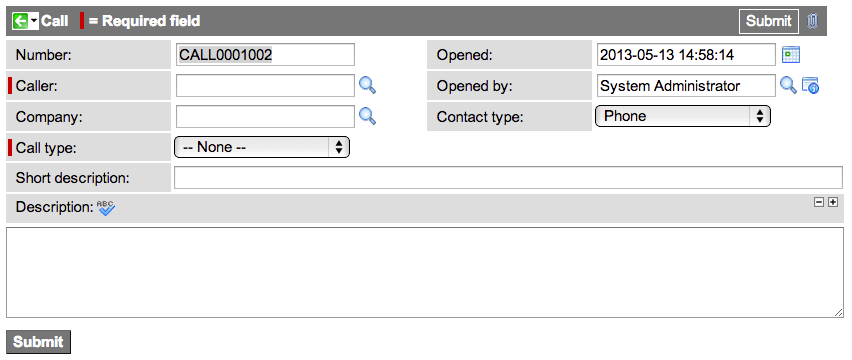 Call = Required field Submit
Number: CALL0001002 Opened: 2013-05-13 14:58:14
Caller: Opened by: System Administrator
Company: Contact type: Phone
Call type: -- None --
Short description:
Description: ABC
Submit